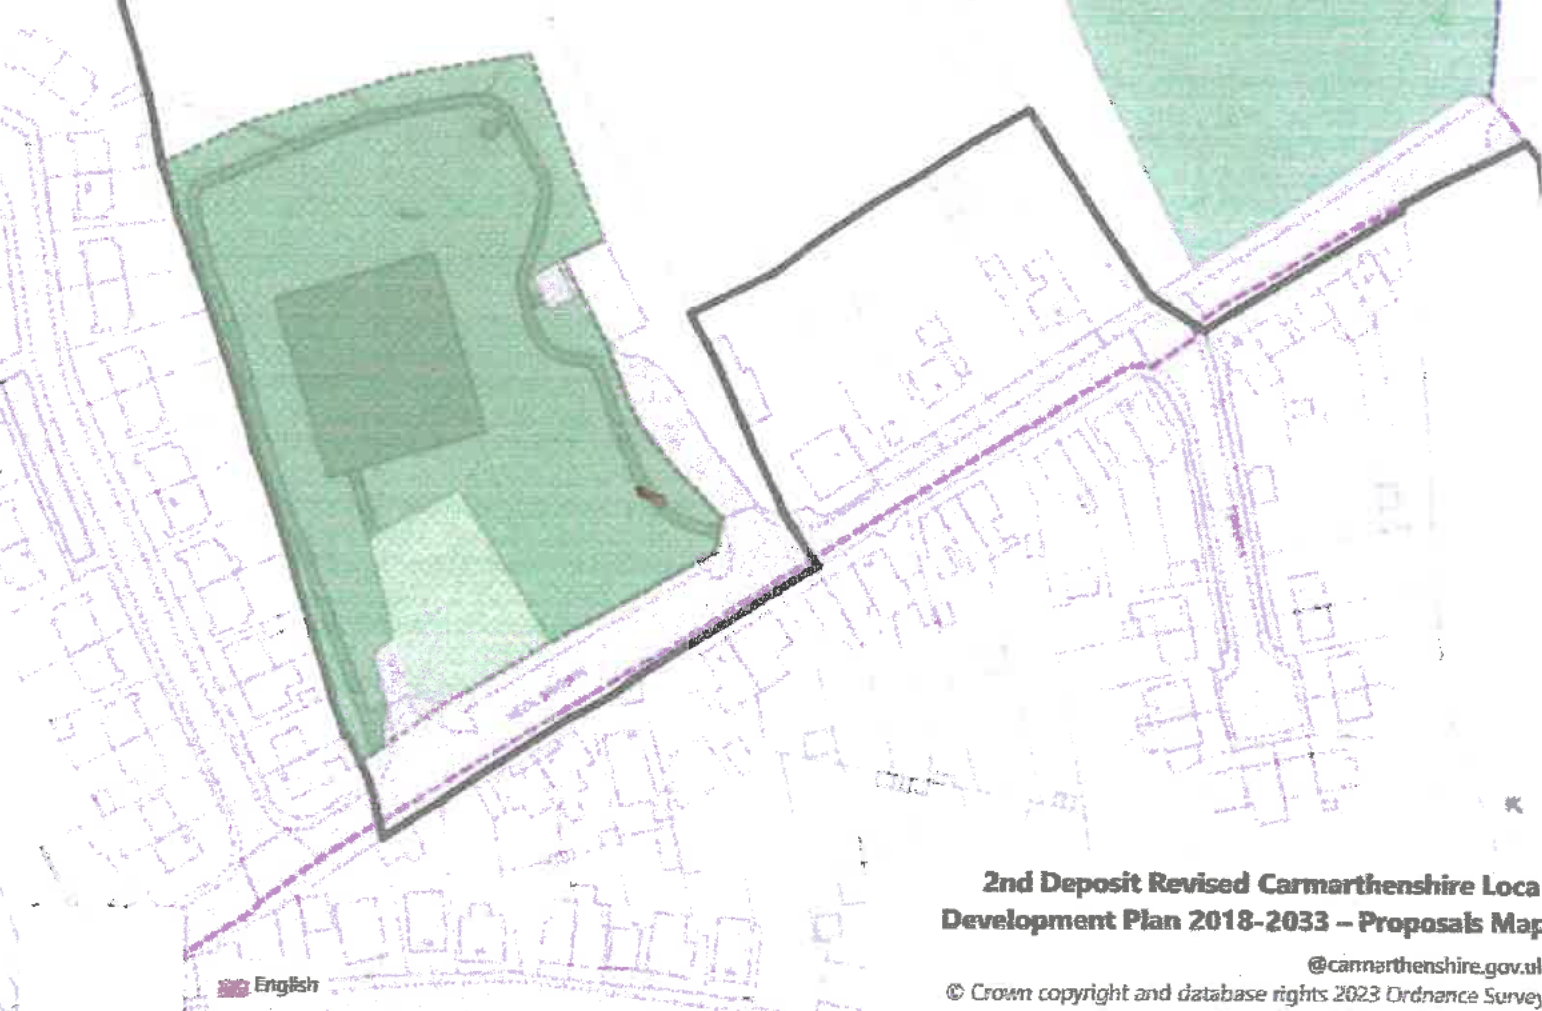 2nd Deposit Revised Carmarthenshire Loca
Development Plan 2018-2033 – Proposals Map
@carmarthenshire.gov.uk
© Crown copyright and database rights 2023 Ordnance Survey
English